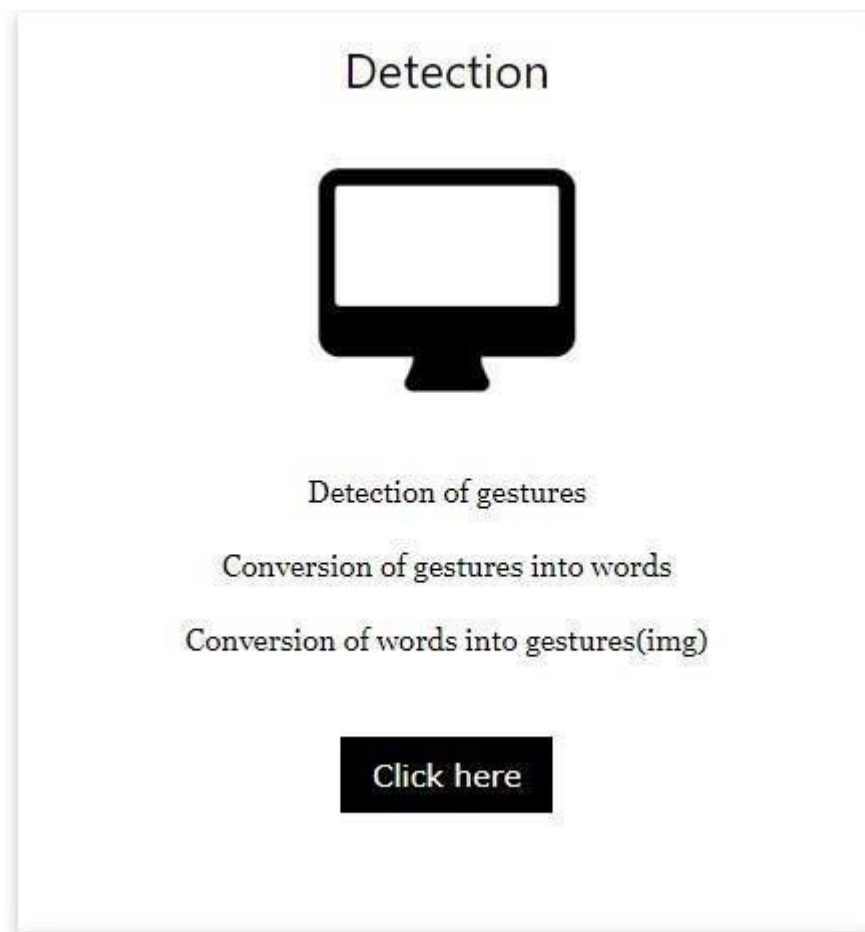 Detection
Detection of gestures
Conversion of gestures into words
Conversion of words into gestures(img)
Click here